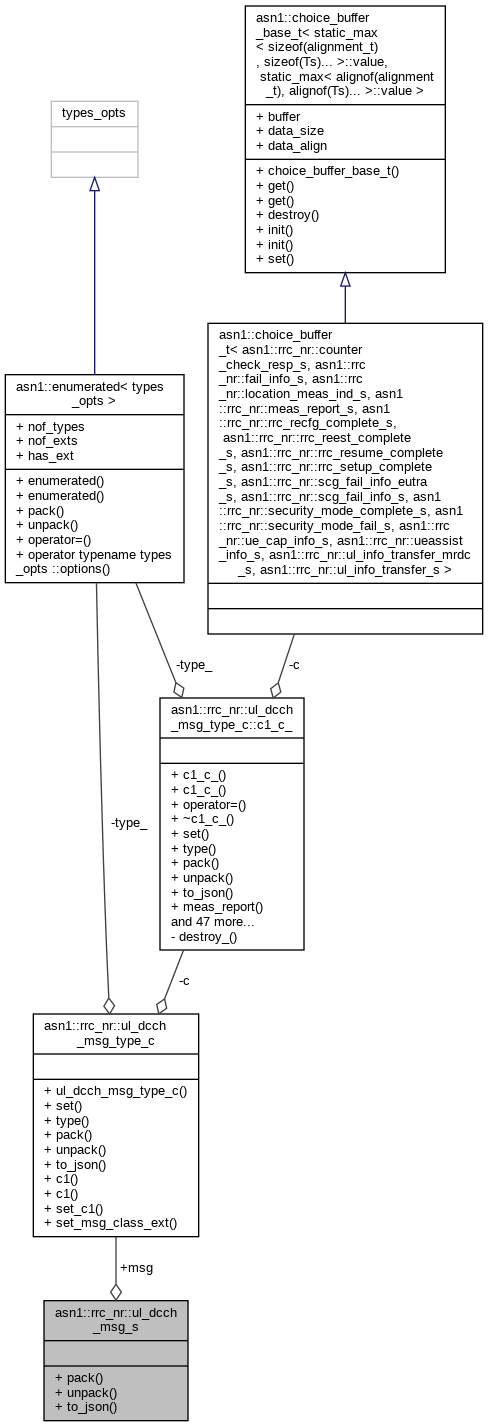 asn1::choice_buffer
_base_t< static_max
< sizeof(alignment_t)
, sizeof(Ts)... >::value,
static_max< alignof(alignment
_t), alignof(Ts)... >::value >
+ buffer
+ data_size
+ data_align
+ choice_buffer_base_t()
+ get()
+ get()
+ destroy()
+ init()
+ init()
+ set()
types_opts
asn1::choice_buffer
_t< asn1::rrc_nr::counter
_check_resp_s, asn1::rrc
_nr::fail_info_s, asn1::rrc
_nr::location_meas_ind_s, asn1
::rrc_nr::meas_report_s, asn1
::rrc_nr::rrc_recfg_complete_s,
asn1::rrc_nr::rrc_reest_complete
_s, asn1::rrc_nr::rrc_resume_complete
_s, asn1::rrc_nr::rrc_setup_complete
_s, asn1::rrc_nr::scg_fail_info_eutra
_s, asn1::rrc_nr::scg_fail_info_s, asn1
::rrc_nr::security_mode_complete_s, asn1
::rrc_nr::security_mode_fail_s, asn1::rrc
_nr::ue_cap_info_s, asn1::rrc_nr::ueassist
_info_s, asn1::rrc_nr::ul_info_transfer_mrdc
_s, asn1::rrc_nr::ul_info_transfer_s >
asn1::enumerated< types
_opts >
+ nof_types
+ nof_exts
+ has_ext
+ enumerated()
+ enumerated()
+ pack()
+ unpack()
+ operator=()
+ operator typename types
_opts ::options()
-type_
-c
asn1::rrc_nr::ul_dcch
_msg_type_c::c1_c_
+ c1_c_()
+ c1_c_()
+ operator=()
+ ~c1_c_()
+ set()
+ type()
+ pack()
+ unpack()
+ to_json()
+ meas_report()
and 47 more...
- destroy_()
-type_
-c
asn1::rrc_nr::ul_dcch
_msg_type_c
+ ul_dcch_msg_type_c()
+ set()
+ type()
+ pack()
+ unpack()
+ to_json()
+ c1()
+ c1()
+ set_c1()
+ set_msg_class_ext()
+msg
asn1::rrc_nr::ul_dcch
_msg_s
+ pack()
+ unpack()
+ to_json()